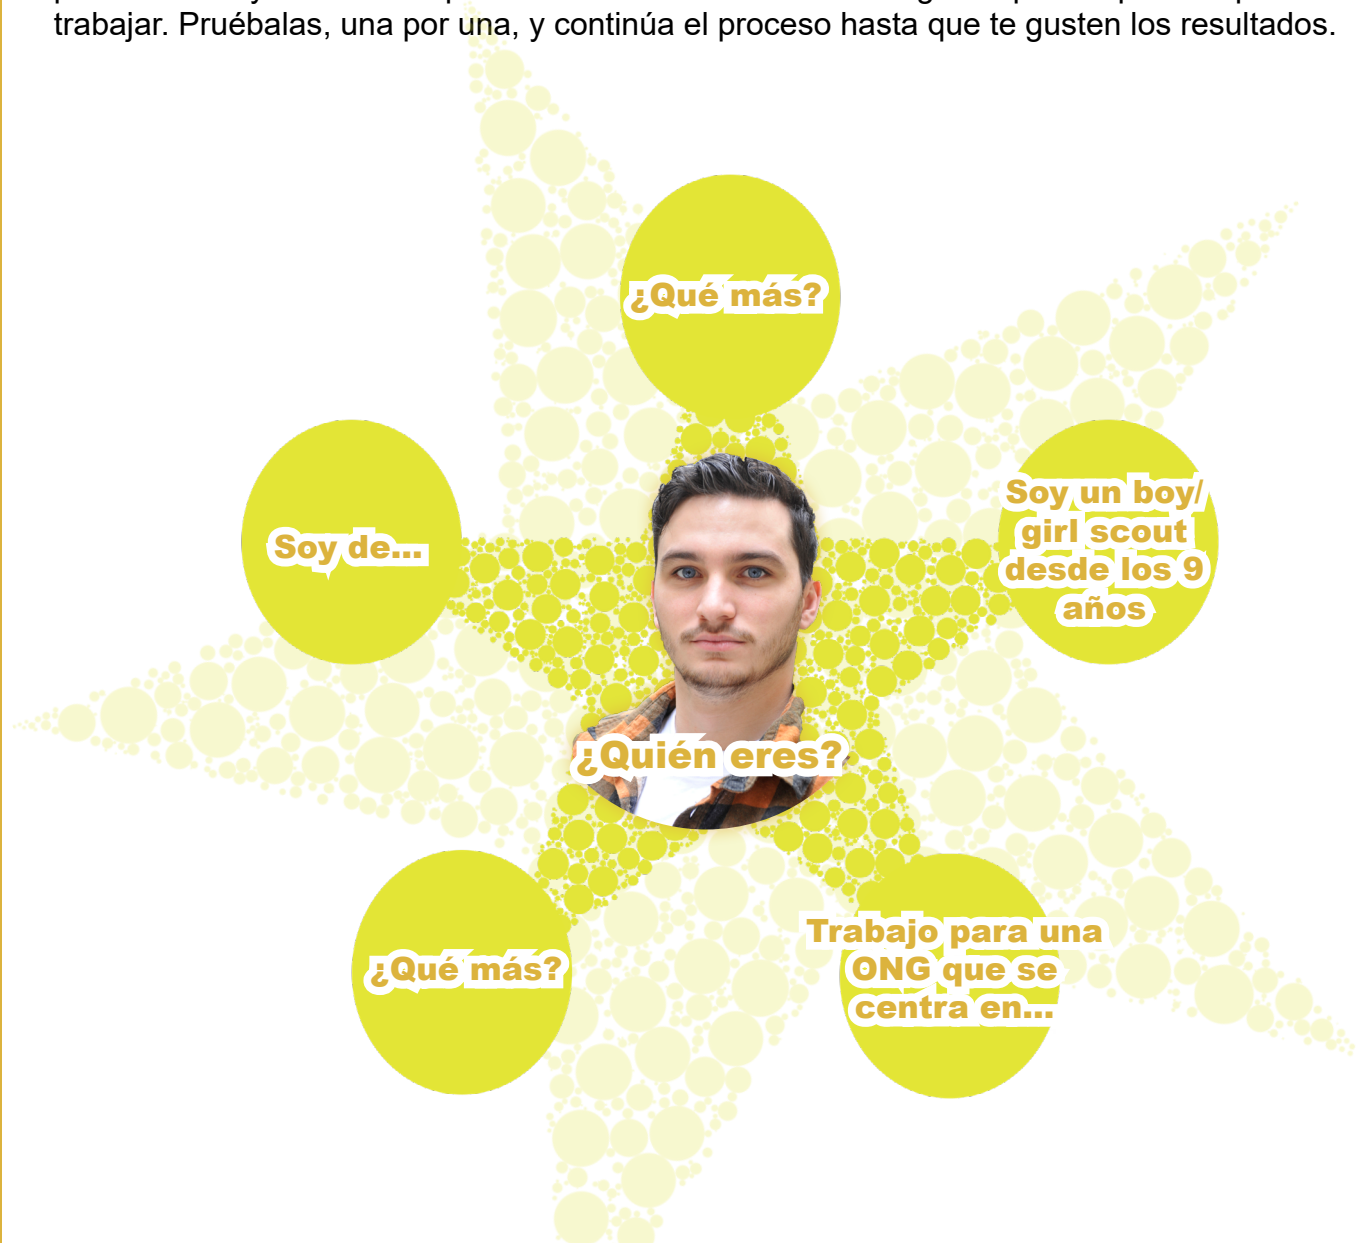 trabajar. Pruébalas, una por una, y continúa el proceso hasta que te gusten los resultados.
¿Qué más?
Soy de...
Soy un boy/
girl scout
desde los 9
años
¿Quién eres?
¿Qué más?
Trabajo para una
ONG que se
centra en...